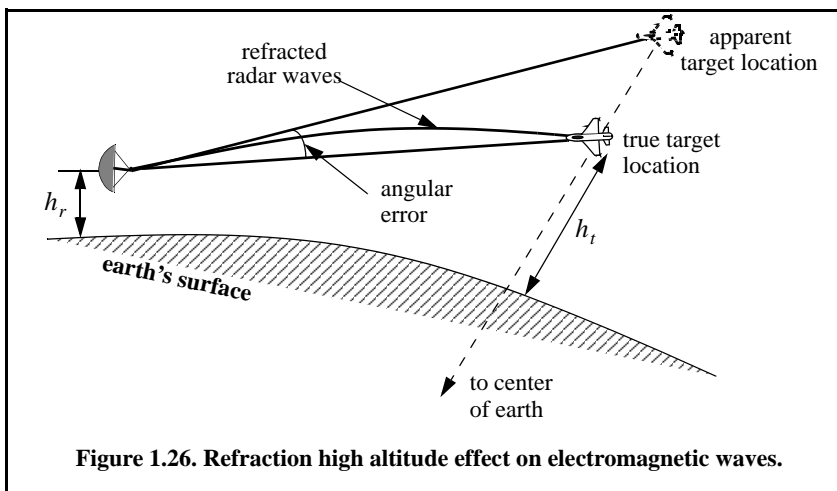 refracted
radar waves
apparent
target location
true target
location
angular
error
h_r
h_t
earth's surface
to center
of earth
Figure 1.26. Refraction high altitude effect on electromagnetic waves.